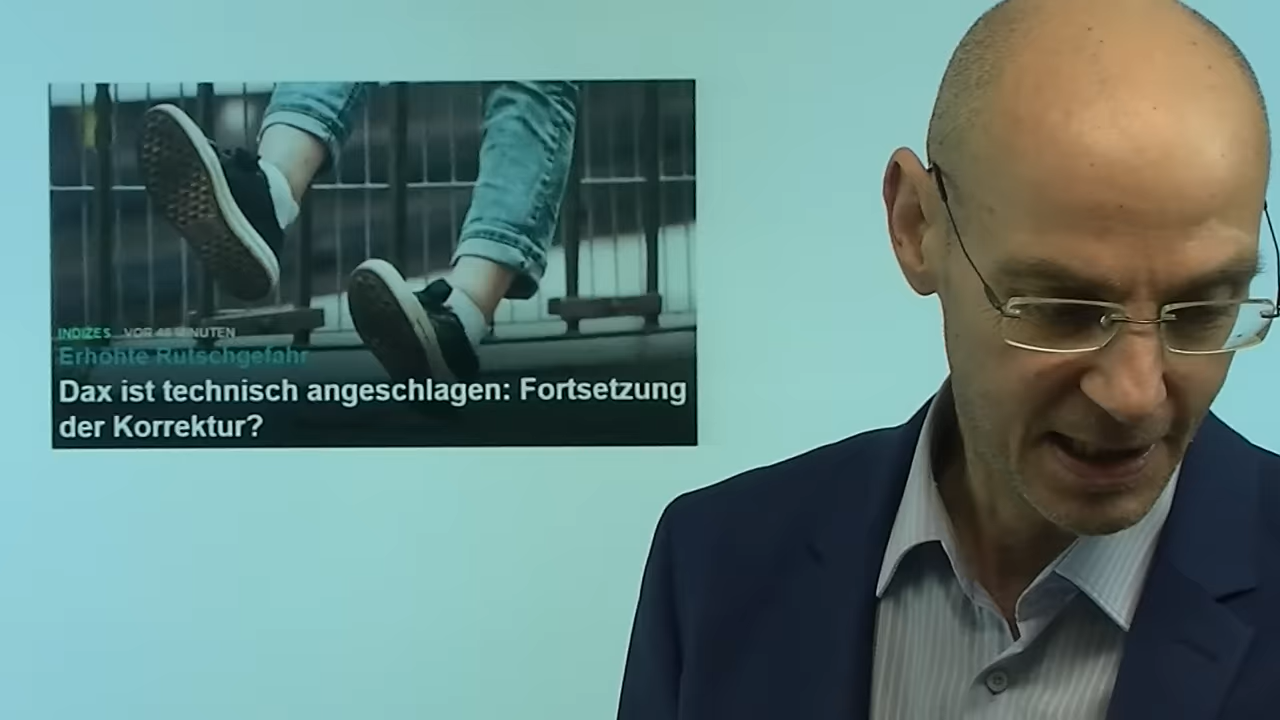 INDIZES VOR 48 MINUTEN
Erhöhte Rutschgefahr
Dax ist technisch angeschlagen: Fortsetzung
der Korrektur?